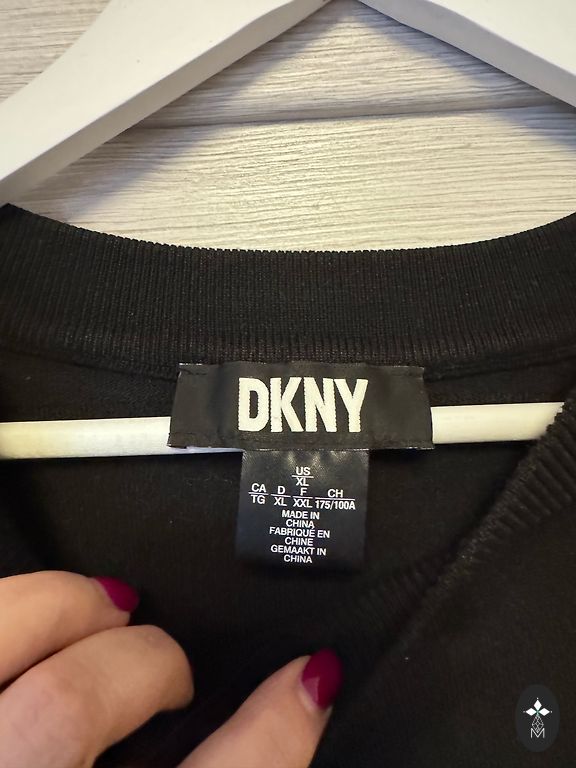 DKNY
US
XL
CA D F CH
TG XL XXL 175/100A
MADE IN
CHINA
FABRIQUÉ EN
CHINE
GEMAAKT IN
CHINA
M